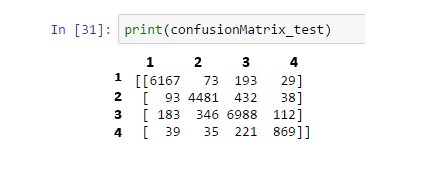 In [31]: print(confusionMatrix_test)
1 2 3 4
1 [[6167 73 193 29]
2 [ 93 4481 432 38]
3 [ 183 346 6988 112]
4 [ 39 35 221 869]]